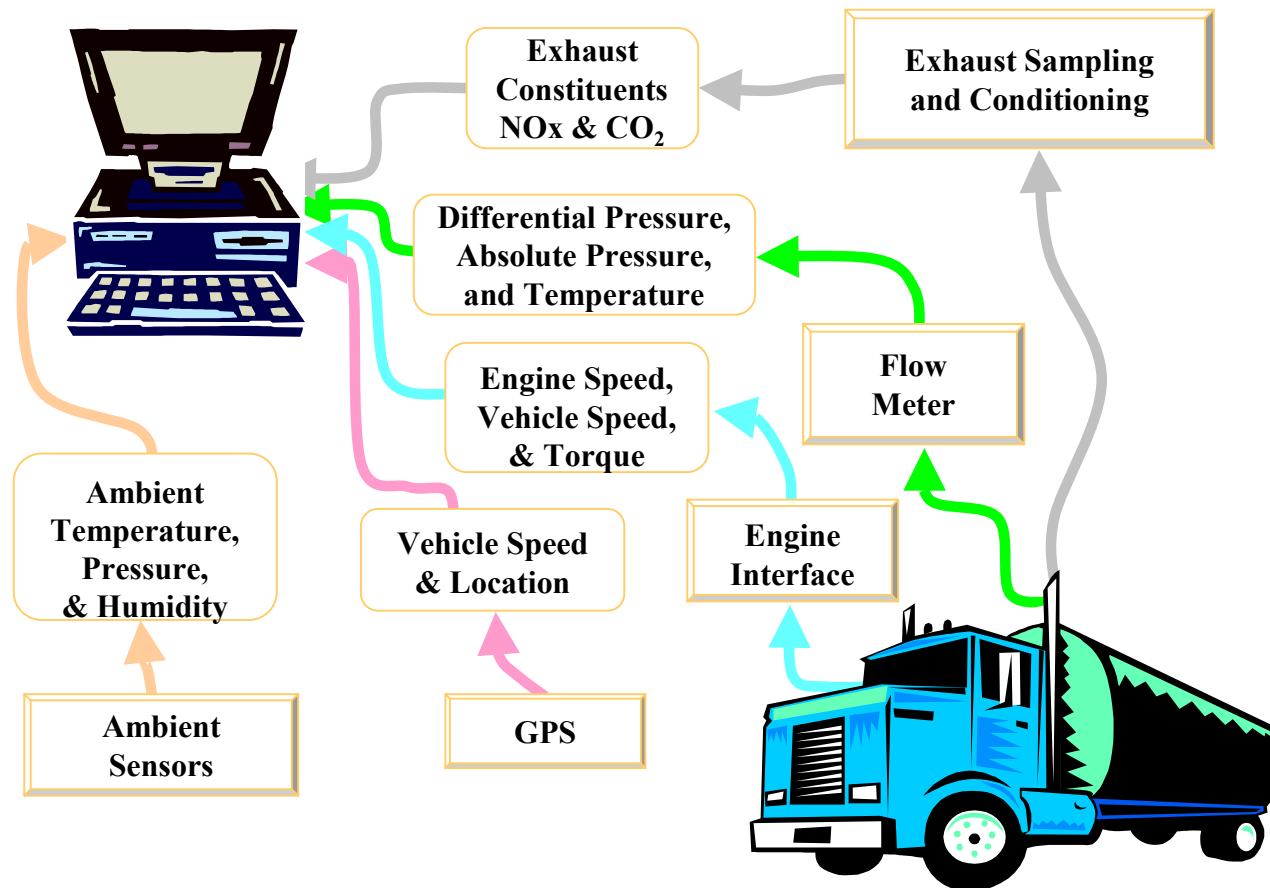 Exhaust
Constituents
NOx & CO₂
Exhaust Sampling
and Conditioning
Differential Pressure,
Absolute Pressure,
and Temperature
Flow
Meter
Engine Speed,
Vehicle Speed,
& Torque
Ambient
Temperature,
Pressure,
& Humidity
Vehicle Speed
& Location
Engine
Interface
Ambient
Sensors
GPS